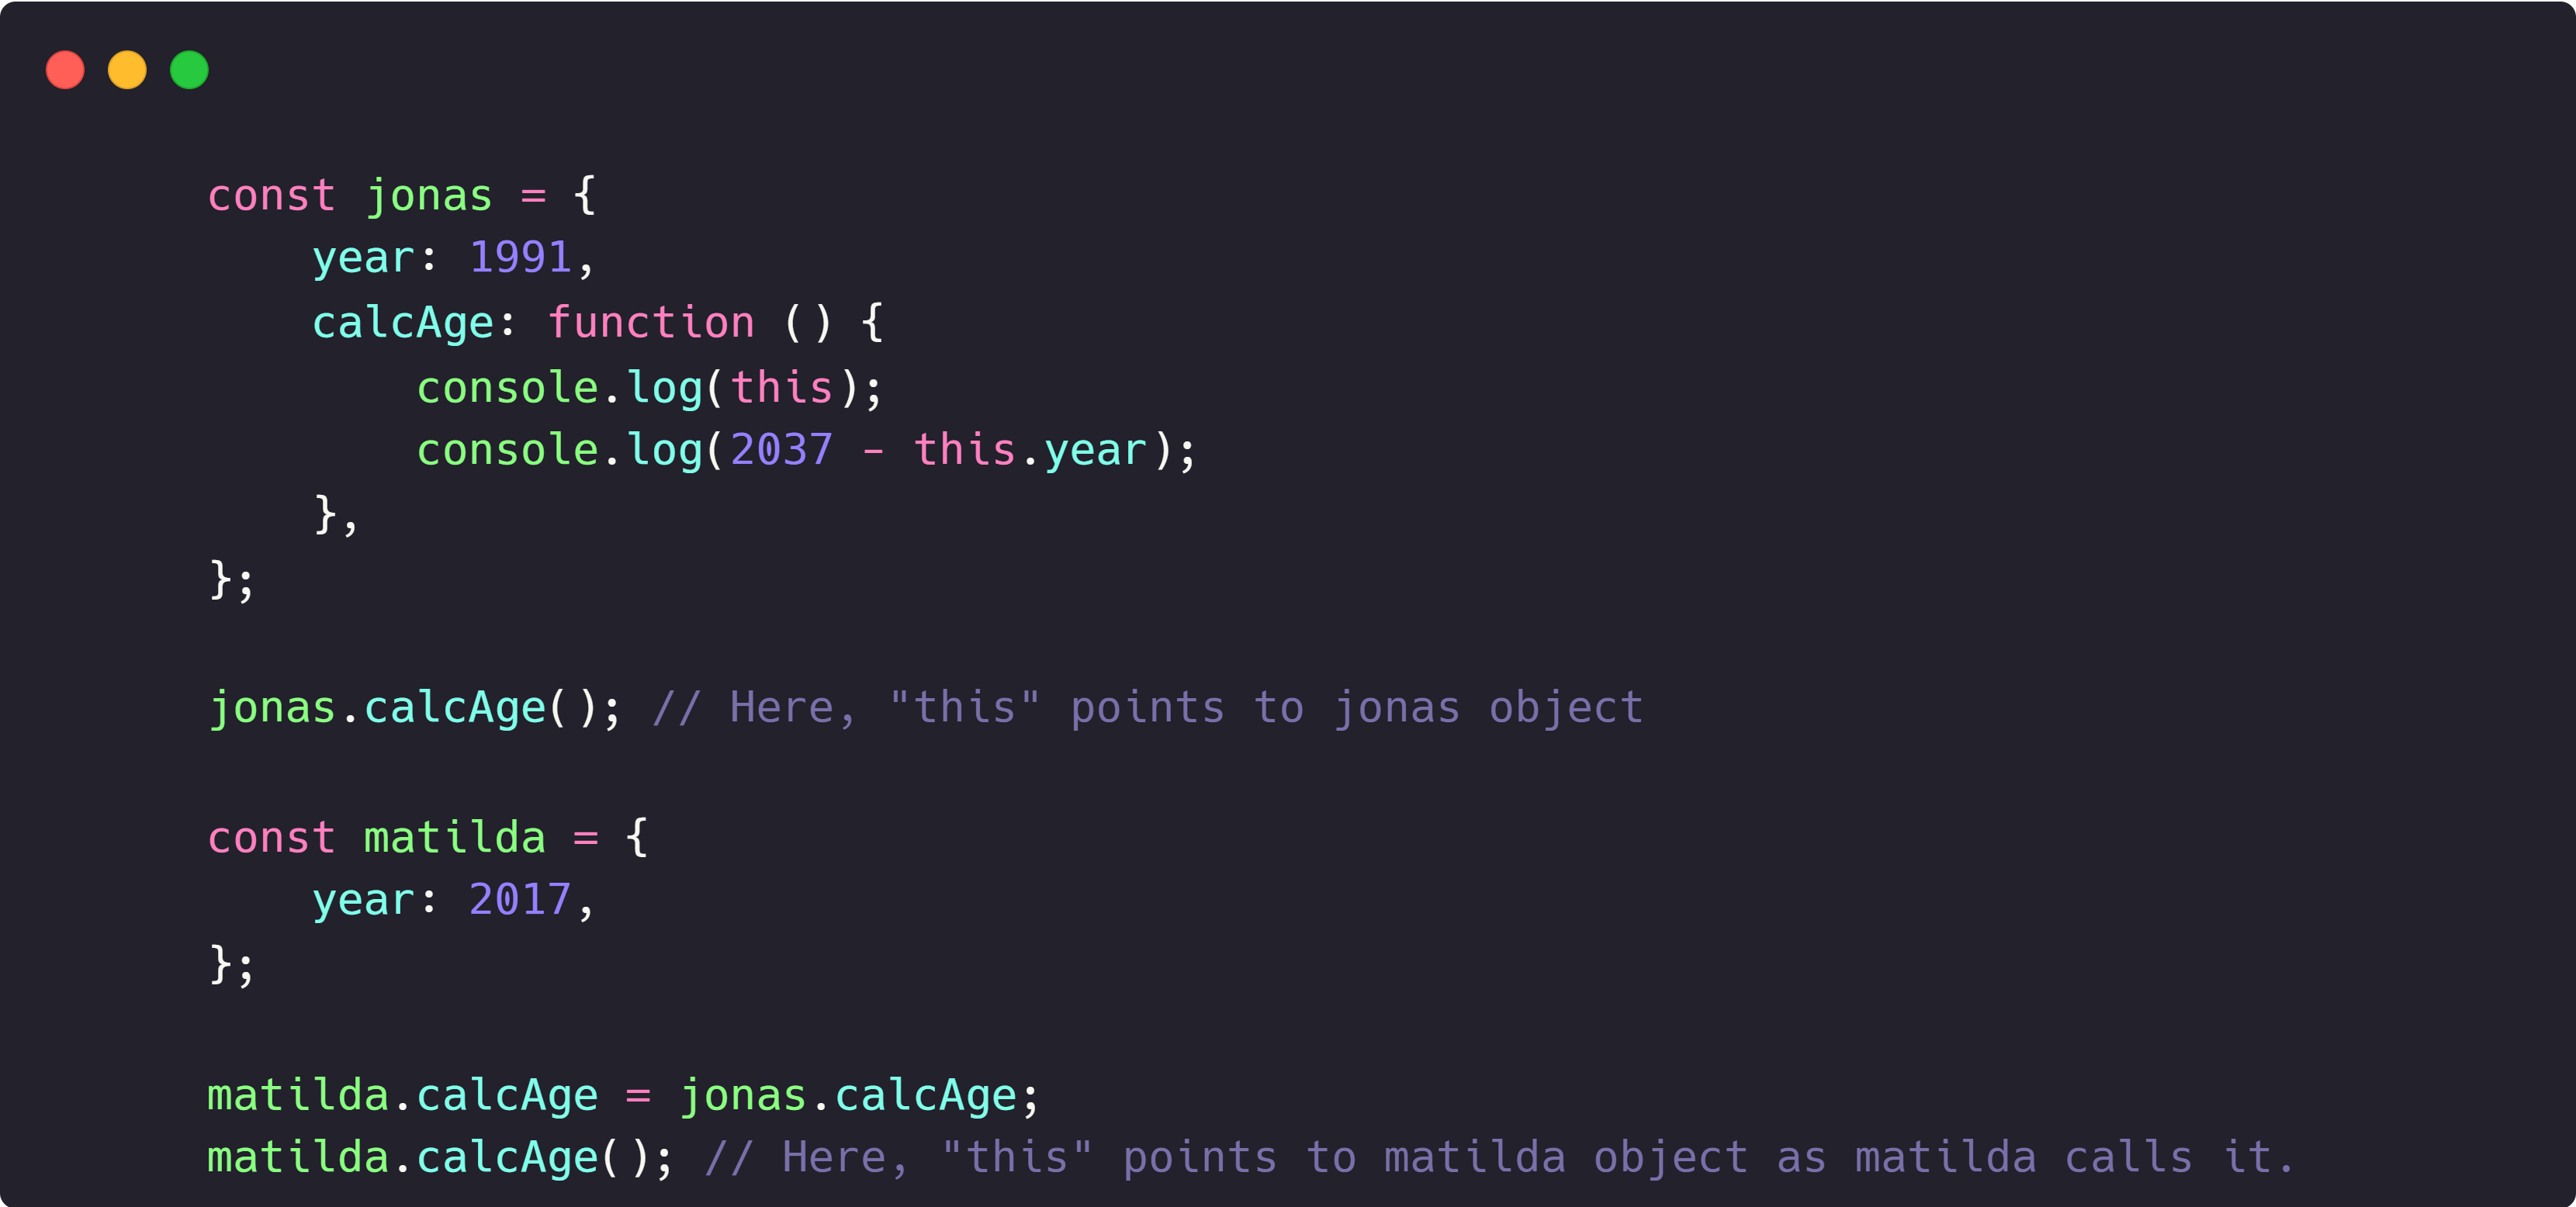 const jonas = {
    year: 1991,
    calcAge: function () {
        console.log(this);
        console.log(2037 - this.year);
    },
};

jonas.calcAge(); // Here, "this" points to jonas object

const matilda = {
    year: 2017,
};

matilda.calcAge = jonas.calcAge;
matilda.calcAge(); // Here, "this" points to matilda object as matilda calls it.